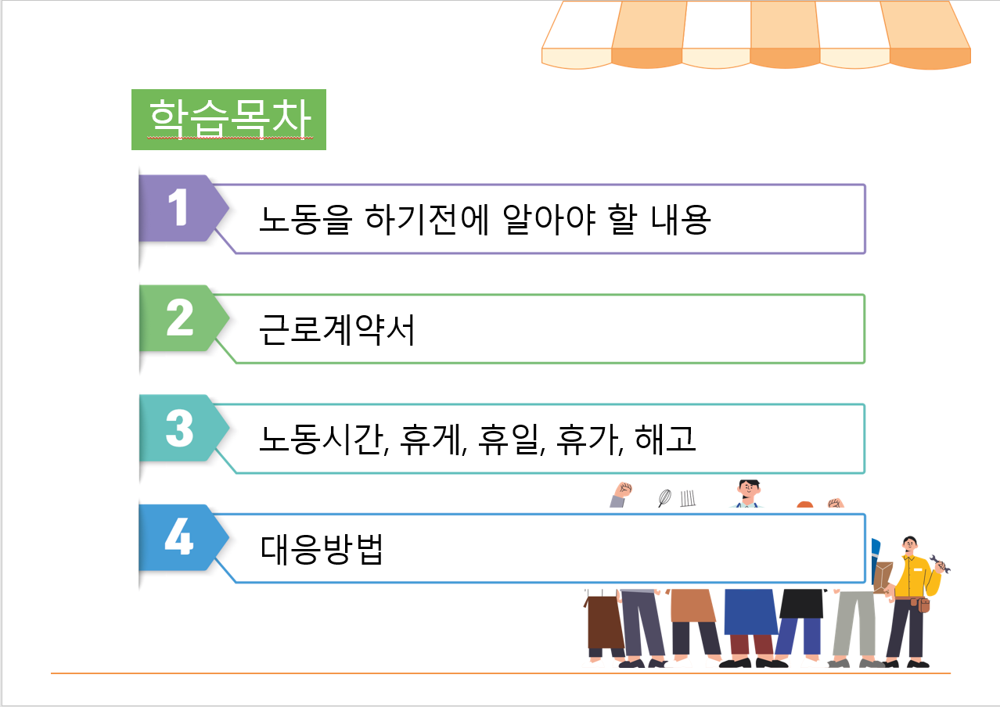 학습목차
1
노동을 하기전에 알아야 할 내용
2
근로계약서
3
노동시간, 휴게, 휴일, 휴가, 해고
4
대응방법